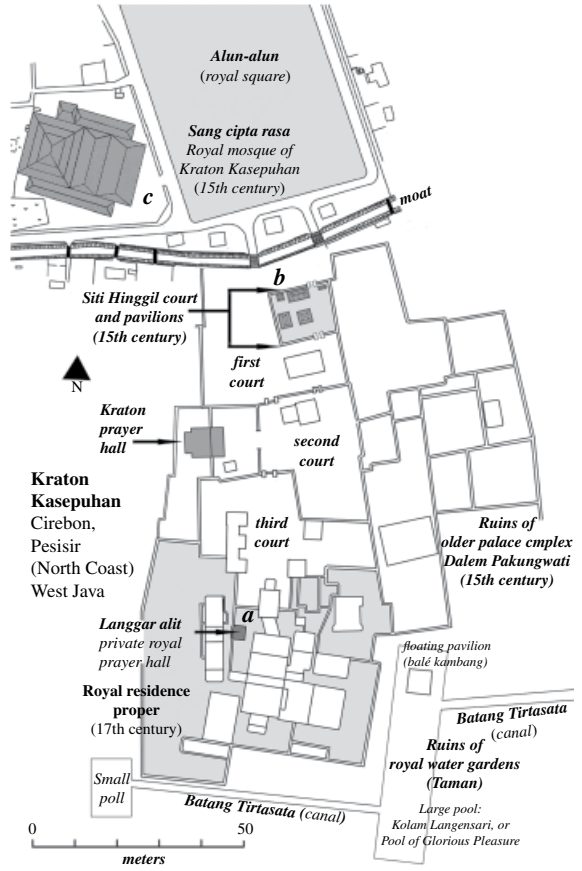 Alun-alun
(royal square)
Sang cipta rasa
Royal mosque of
Kraton Kasepuhan
(15th century)
c
moat
b
Siti Hinggil court
and pavilions
(15th century)
first
court
N
Kraton
prayer
hall
second
court
Kraton
Kasepuhan
Cirebon,
Pesisir
(North Coast)
West Java
third
court
Ruins of
older palace cmplex
Dalem Pakungwati
(15th century)
a
Langgar alit
private royal
prayer hall
floating pavilion
(balé kambang)
Royal residence
proper
(17th century)
Batang Tirtasata
(canal)
Ruins of
royal water gardens
(Taman)
Small
poll
Batang Tirtasata (canal)
Large pool:
Kolam Langensari, or
Pool of Glorious Pleasure
0 50
meters